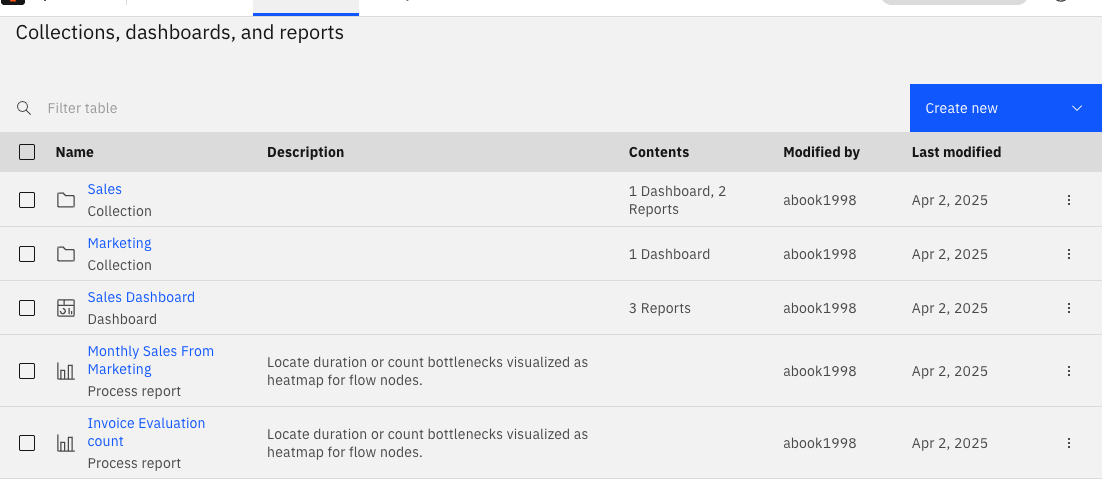 Collections, dashboards, and reports
Filter table
Create new
Name Description Contents Modified by Last modified
Sales
Collection
1 Dashboard, 2
Reports
abook1998
Apr 2, 2025
Marketing
Collection
1 Dashboard
abook1998
Apr 2, 2025
Sales Dashboard
Dashboard
3 Reports
abook1998
Apr 2, 2025
Monthly Sales From
Marketing
Process report
Locate duration or count bottlenecks visualized as
heatmap for flow nodes.
abook1998
Apr 2, 2025
Invoice Evaluation
count
Process report
Locate duration or count bottlenecks visualized as
heatmap for flow nodes.
abook1998
Apr 2, 2025